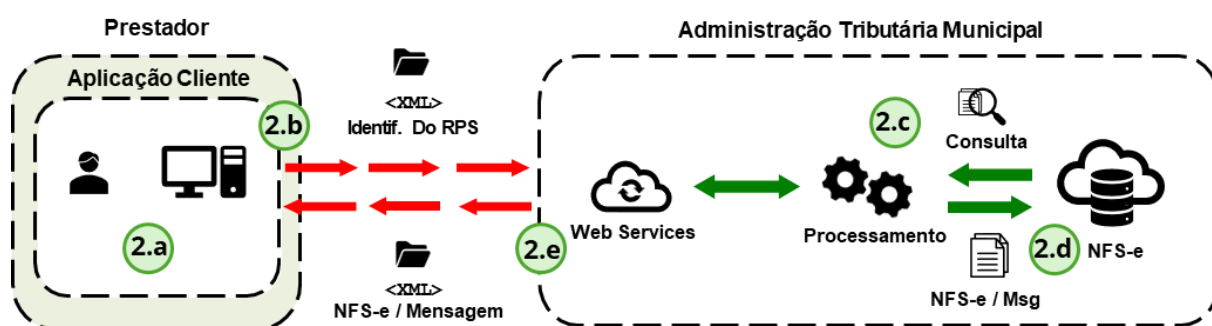 Prestador
Administração Tributária Municipal
Aplicação Cliente
<XML>
Identif. Do RPS
2.b
2.c
Consulta
2.a
Web Services
Processamento
2.e
2.d
NFS-e
<XML>
NFS-e / Mensagem
NFS-e / Msg